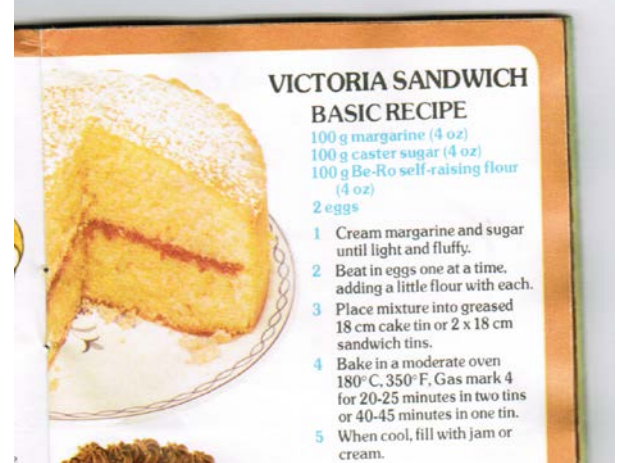 VICTORIA SANDWICH
BASIC RECIPE
100 g margarine (4 oz)
100 g caster sugar (4 oz)
100 g Be-Ro self-raising flour
(4 oz)
2 eggs
1 Cream margarine and sugar
until light and fluffy.
2 Beat in eggs one at a time,
adding a little flour with each.
3 Place mixture into greased
18 cm cake tin or 2 x 18 cm
sandwich tins.
4 Bake in a moderate oven
180° C, 350° F, Gas mark 4
for 20-25 minutes in two tins
or 40-45 minutes in one tin.
5 When cool, fill with jam or
cream.